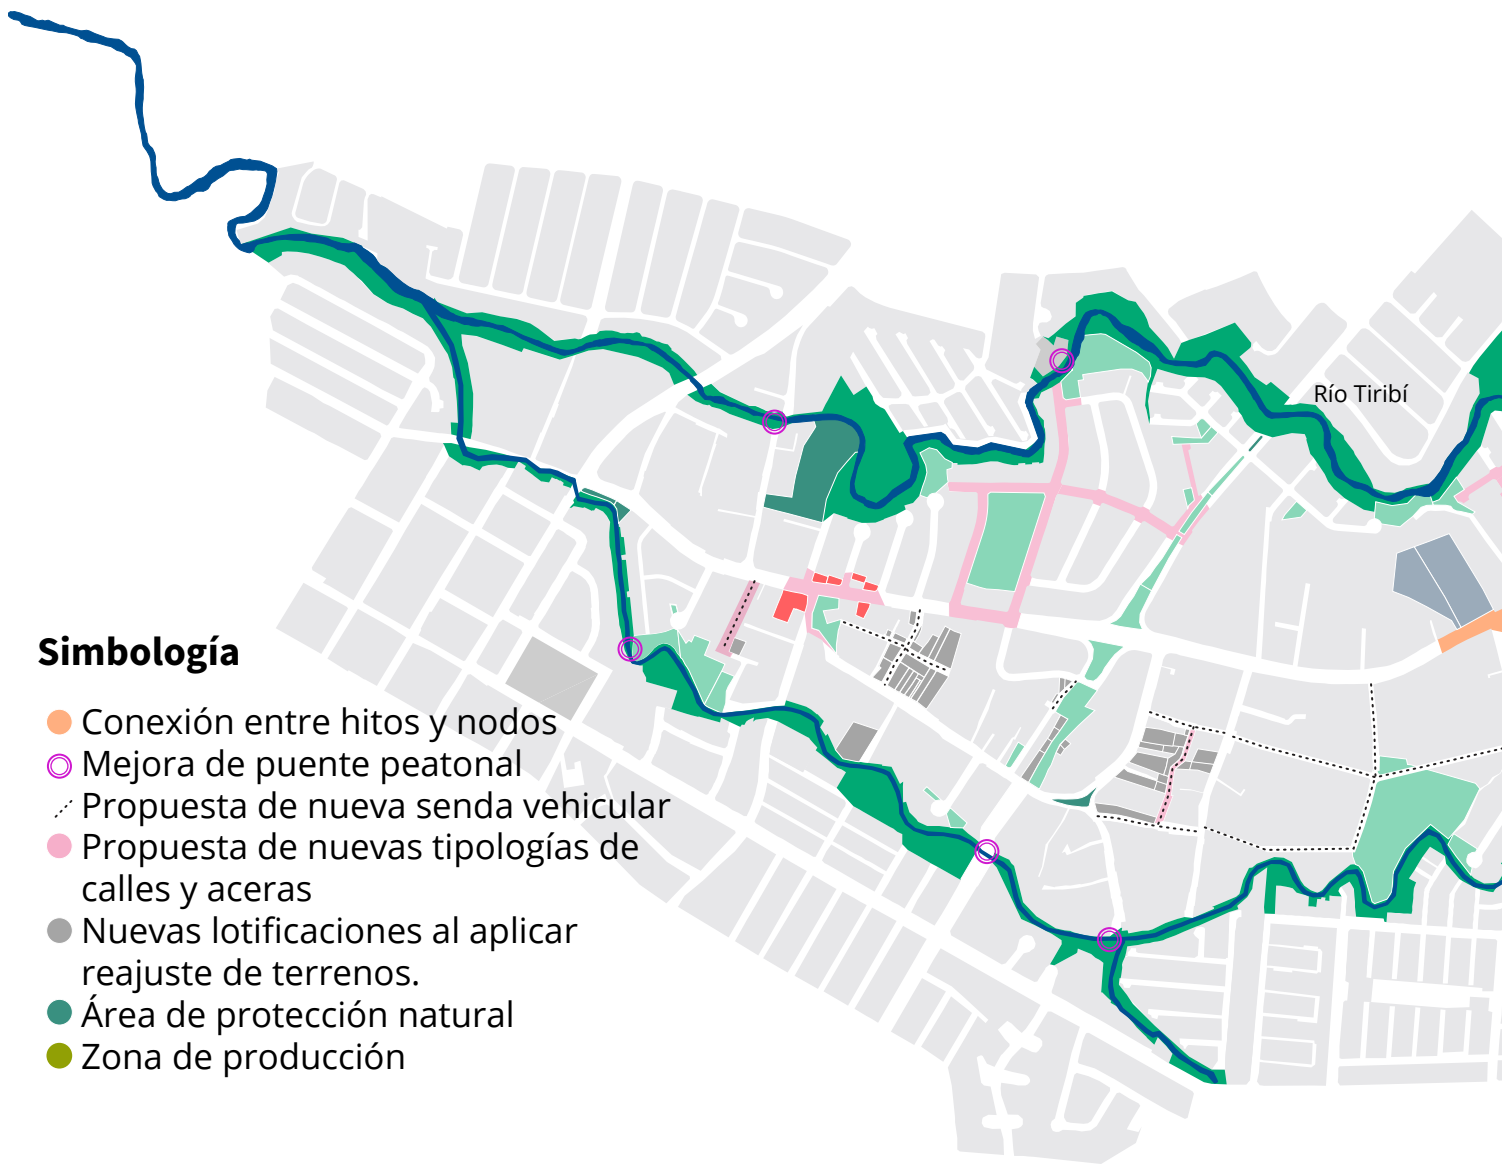 Río Tiribí
Simbología
Conexión entre hitos y nodos
Mejora de puente peatonal
Propuesta de nueva senda vehicular
Propuesta de nuevas tipologías de
calles y aceras
Nuevas lotificaciones al aplicar
reajuste de terrenos.
Área de protección natural
Zona de producción